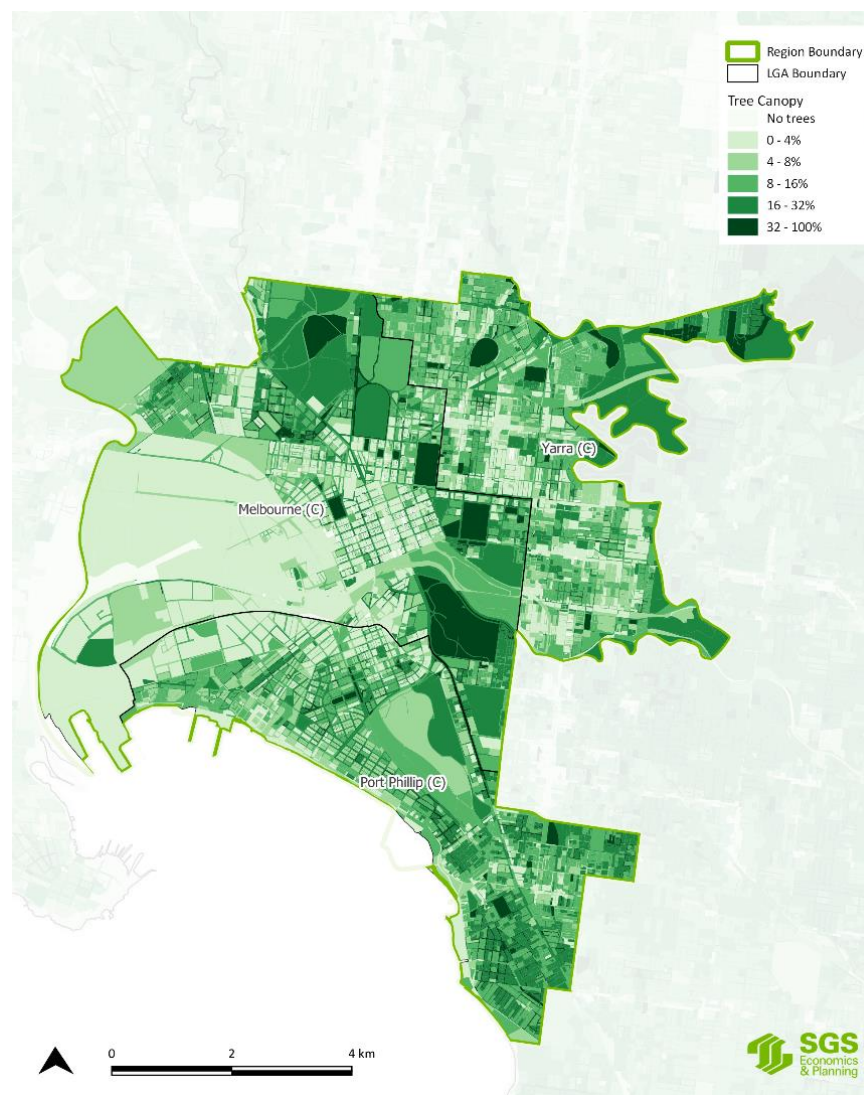 Region Boundary
LGA Boundary
Tree Canopy
No trees
0 - 4%
4 - 8%
8 - 16%
16 - 32%
32 - 100%
Yarra (C)
Melbourne (C)
Port Phillip (C)
0 2 4 km
SGS
Economics
& Planning